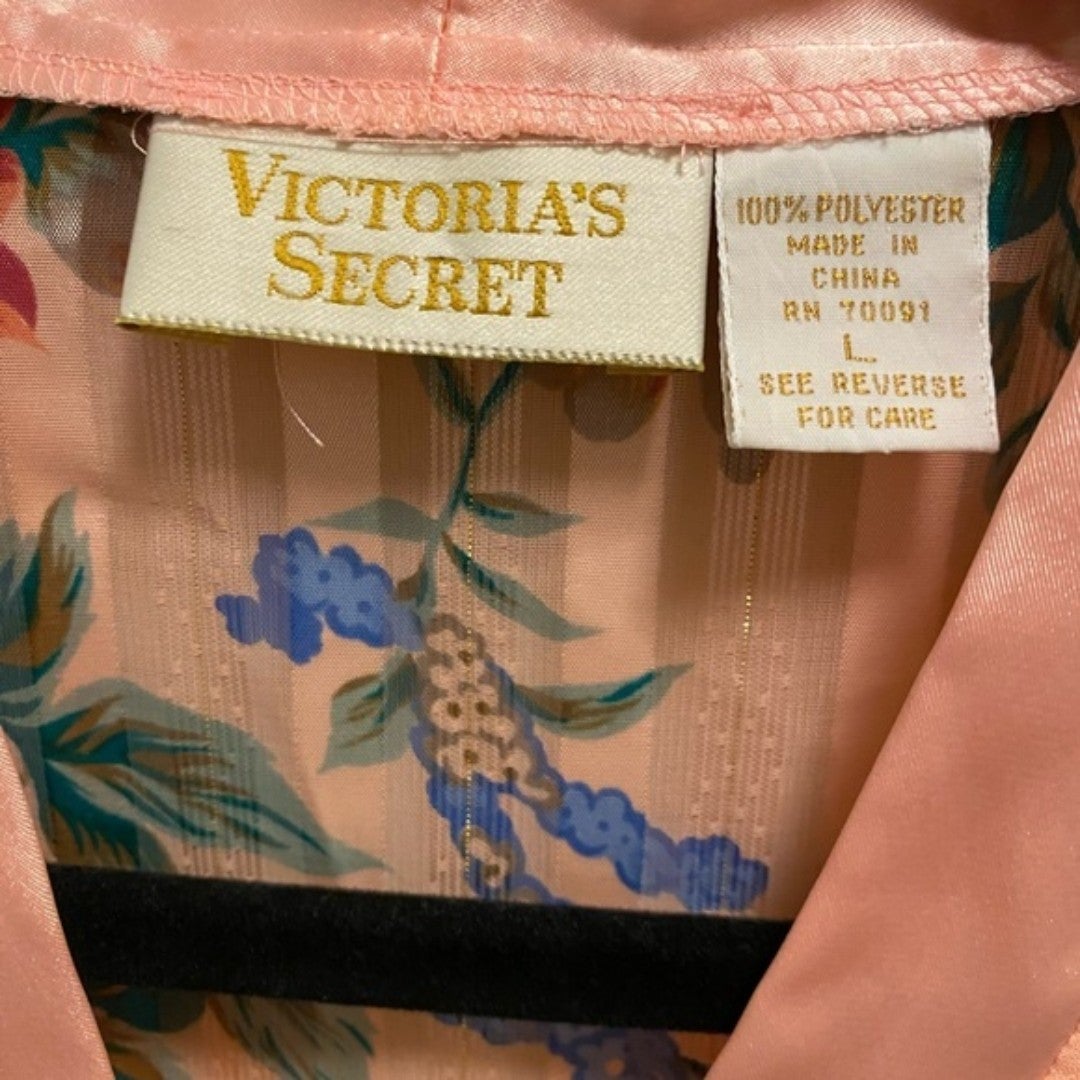 VICTORIA'S
SECRET
100% POLYESTER
MADE IN
CHINA
RN 70091
L
SEE REVERSE
FOR CARE